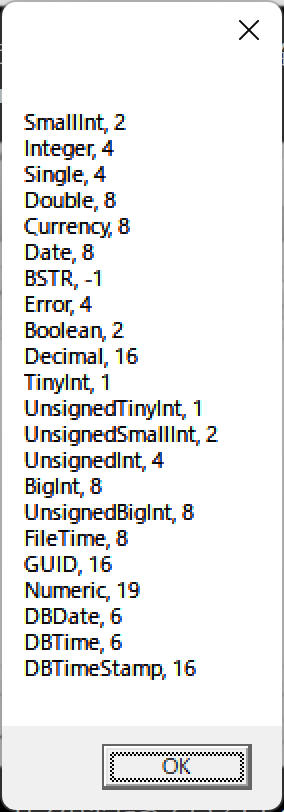 SmallInt, 2
Integer, 4
Single, 4
Double, 8
Currency, 8
Date, 8
BSTR, -1
Error, 4
Boolean, 2
Decimal, 16
TinyInt, 1
UnsignedTinyInt, 1
UnsignedSmallInt, 2
UnsignedInt, 4
BigInt, 8
UnsignedBigInt, 8
FileTime, 8
GUID, 16
Numeric, 19
DBDate, 6
DBTime, 6
DBTimeStamp, 16
OK